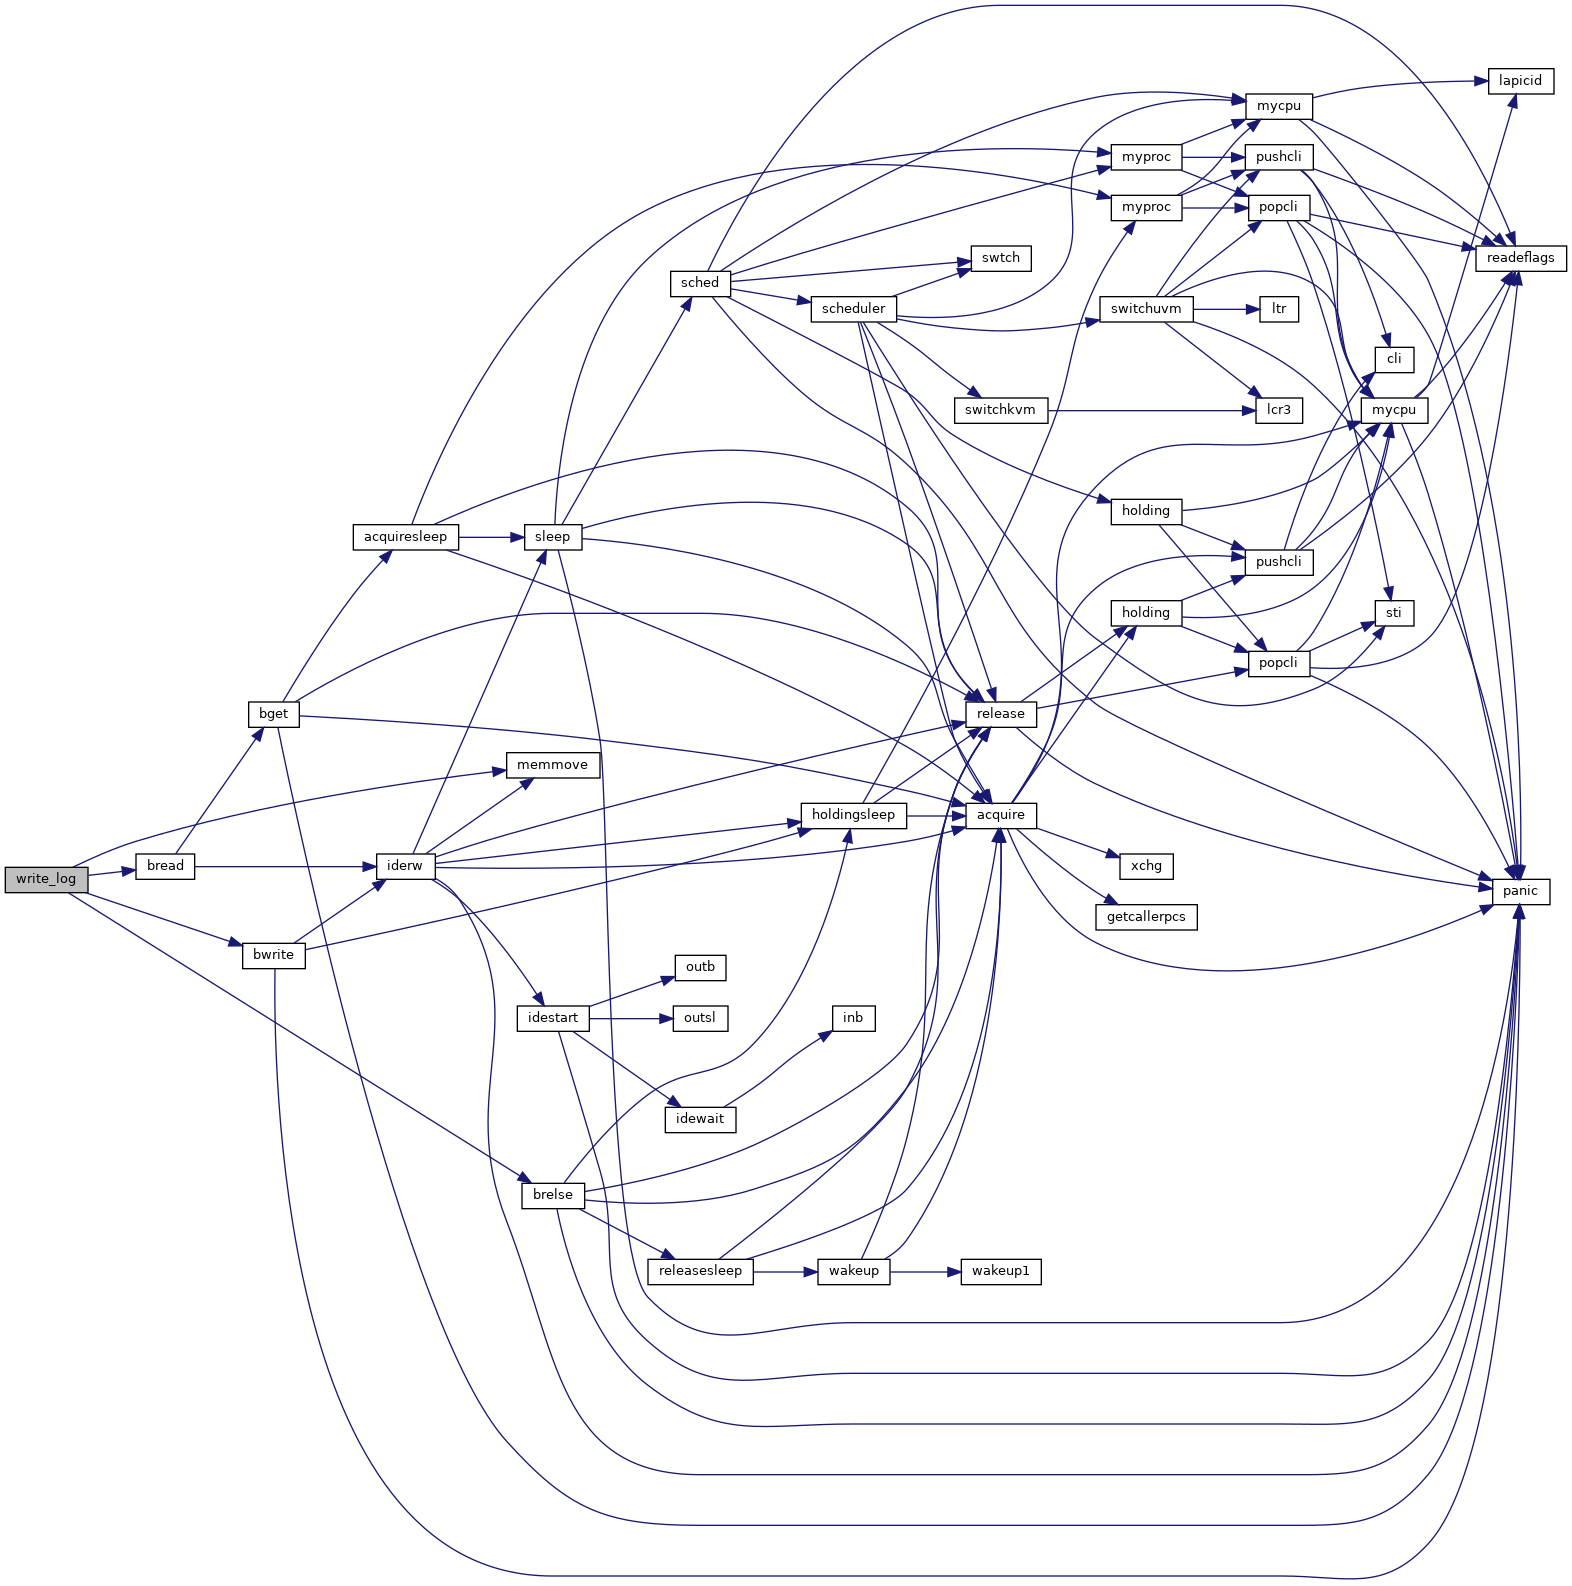 write_log
bread
bwrite
bget
acquiresleep
iderw
memmove
sleep
idestart
brelse
sched
outb
outsl
idewait
releasesleep
scheduler
holdingsleep
inb
wakeup
swtch
switchkvm
release
acquire
wakeup1
myproc
myproc
switchuvm
holding
holding
xchg
getcallerpcs
mycpu
pushcli
popcli
ltr
lcr3
pushcli
popcli
cli
mycpu
sti
lapicid
readeflags
panic